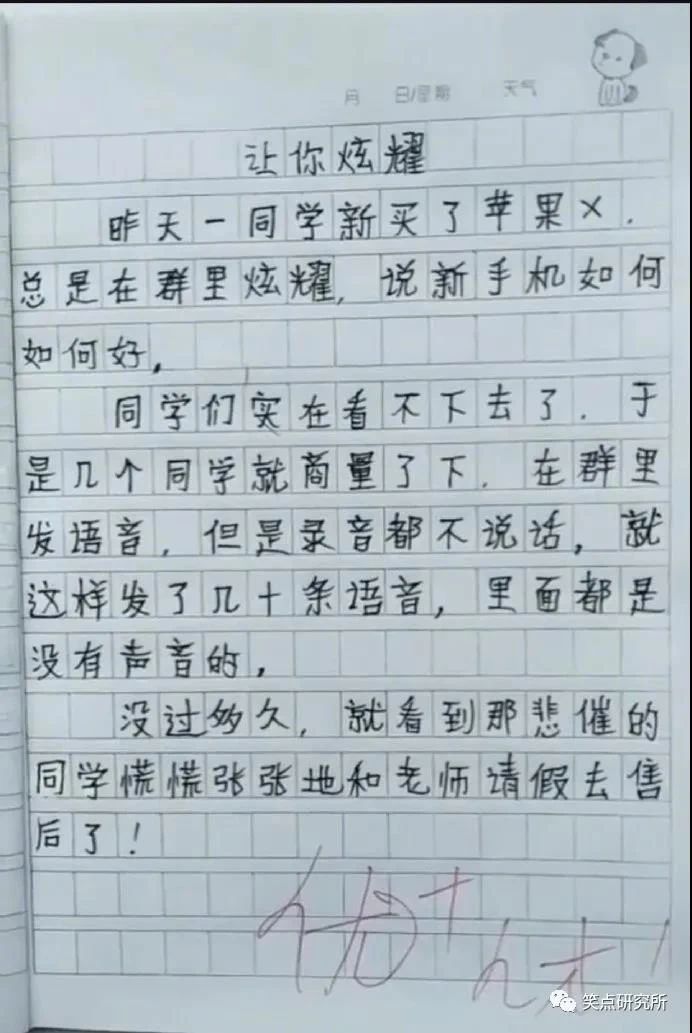 月 日/星期 天气
让你炫耀
昨天一同学新买了苹果X.
总是在群里炫耀,说新手机如何
如何好,
同学们实在看不下去了.于
是几个同学就商量了下.在群里
发语音,但是录音都不说话,就
这样发了几十条语音,里面都是
没有声音的,
没过多久,就看到那悲催的
同学慌慌张张地和老师请假去售
后了!
优+
人才!
笑点研究所